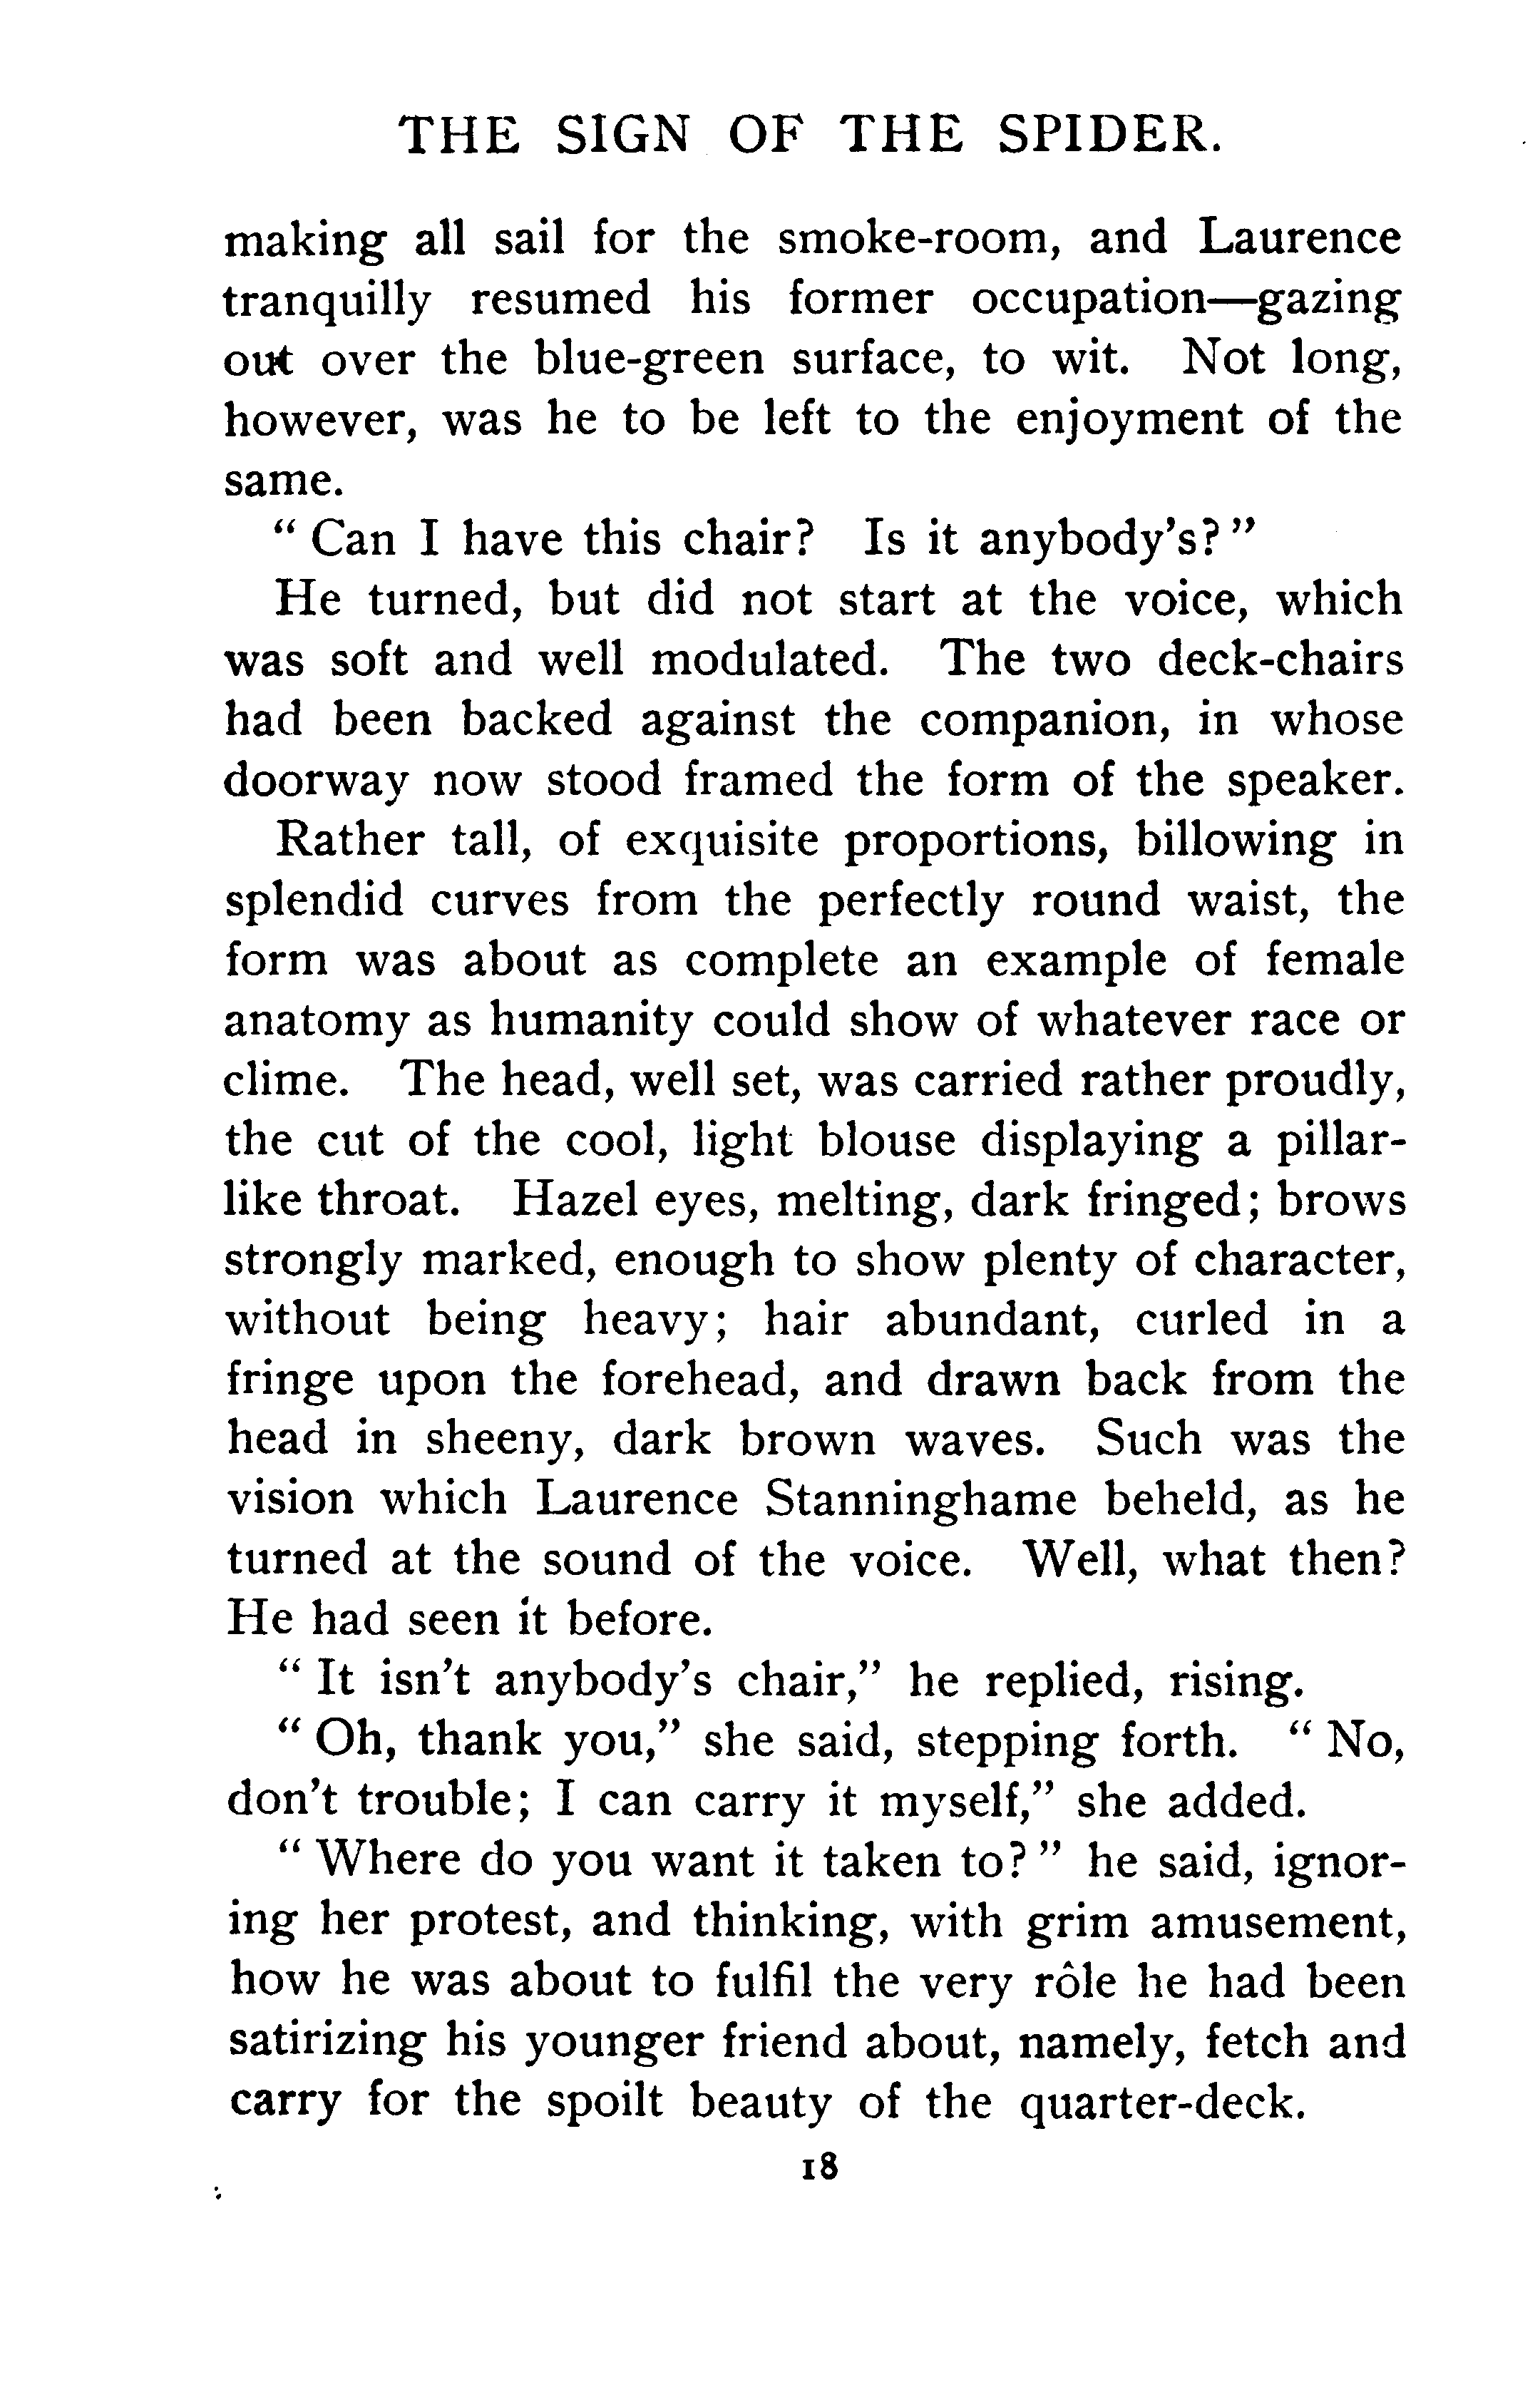 THE SIGN OF THE SPIDER.
making all sail for the smoke-room, and Laurence
tranquilly resumed his former occupation—gazing
out over the blue-green surface, to wit. Not long,
however, was he to be left to the enjoyment of the
same.
“ Can I have this chair? Is it anybody's? ”
He turned, but did not start at the voice, which
was soft and well modulated. The two deck-chairs
had been backed against the companion, in whose
doorway now stood framed the form of the speaker.
Rather tall, of exquisite proportions, billowing in
splendid curves from the perfectly round waist, the
form was about as complete an example of female
anatomy as humanity could show of whatever race or
clime. The head, well set, was carried rather proudly,
the cut of the cool, light blouse displaying a pillar-
like throat. Hazel eyes, melting, dark fringed; brows
strongly marked, enough to show plenty of character,
without being heavy; hair abundant, curled in a
fringe upon the forehead, and drawn back from the
head in sheeny, dark brown waves. Such was the
vision which Laurence Stanninghame beheld, as he
turned at the sound of the voice. Well, what then?
He had seen it before.
“ It isn't anybody's chair,” he replied, rising.
“ Oh, thank you,” she said, stepping forth. “ No,
don't trouble; I can carry it myself,” she added.
“ Where do you want it taken to? ” he said, ignor-
ing her protest, and thinking, with grim amusement,
how he was about to fulfil the very rôle he had been
satirizing his younger friend about, namely, fetch and
carry for the spoilt beauty of the quarter-deck.
18